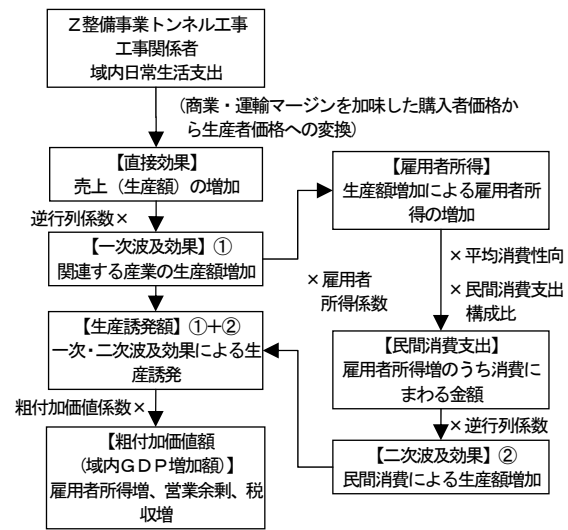 Z整備事業トンネル工事
工事関係者
域内日常生活支出
(商業・運輸マージンを加味した購入者価格か
ら生産者価格への変換)
【直接効果】
売上(生産額)の増加
逆行列係数×
【一次波及効果】①
関連する産業の生産額増加
【生産誘発額】①+②
一次・二次波及効果による生
産誘発
粗付加価値係数×
【粗付加価値額
(域内GDP増加額)】
雇用者所得増、営業余剰、税
収増
×雇用者
所得係数
【雇用者所得】
生産額増加による雇用者所
得の増加
×平均消費性向
×民間消費支出
構成比
【民間消費支出】
雇用者所得増のうち消費に
まわる金額
×逆行列係数
【二次波及効果】②
民間消費による生産額増加